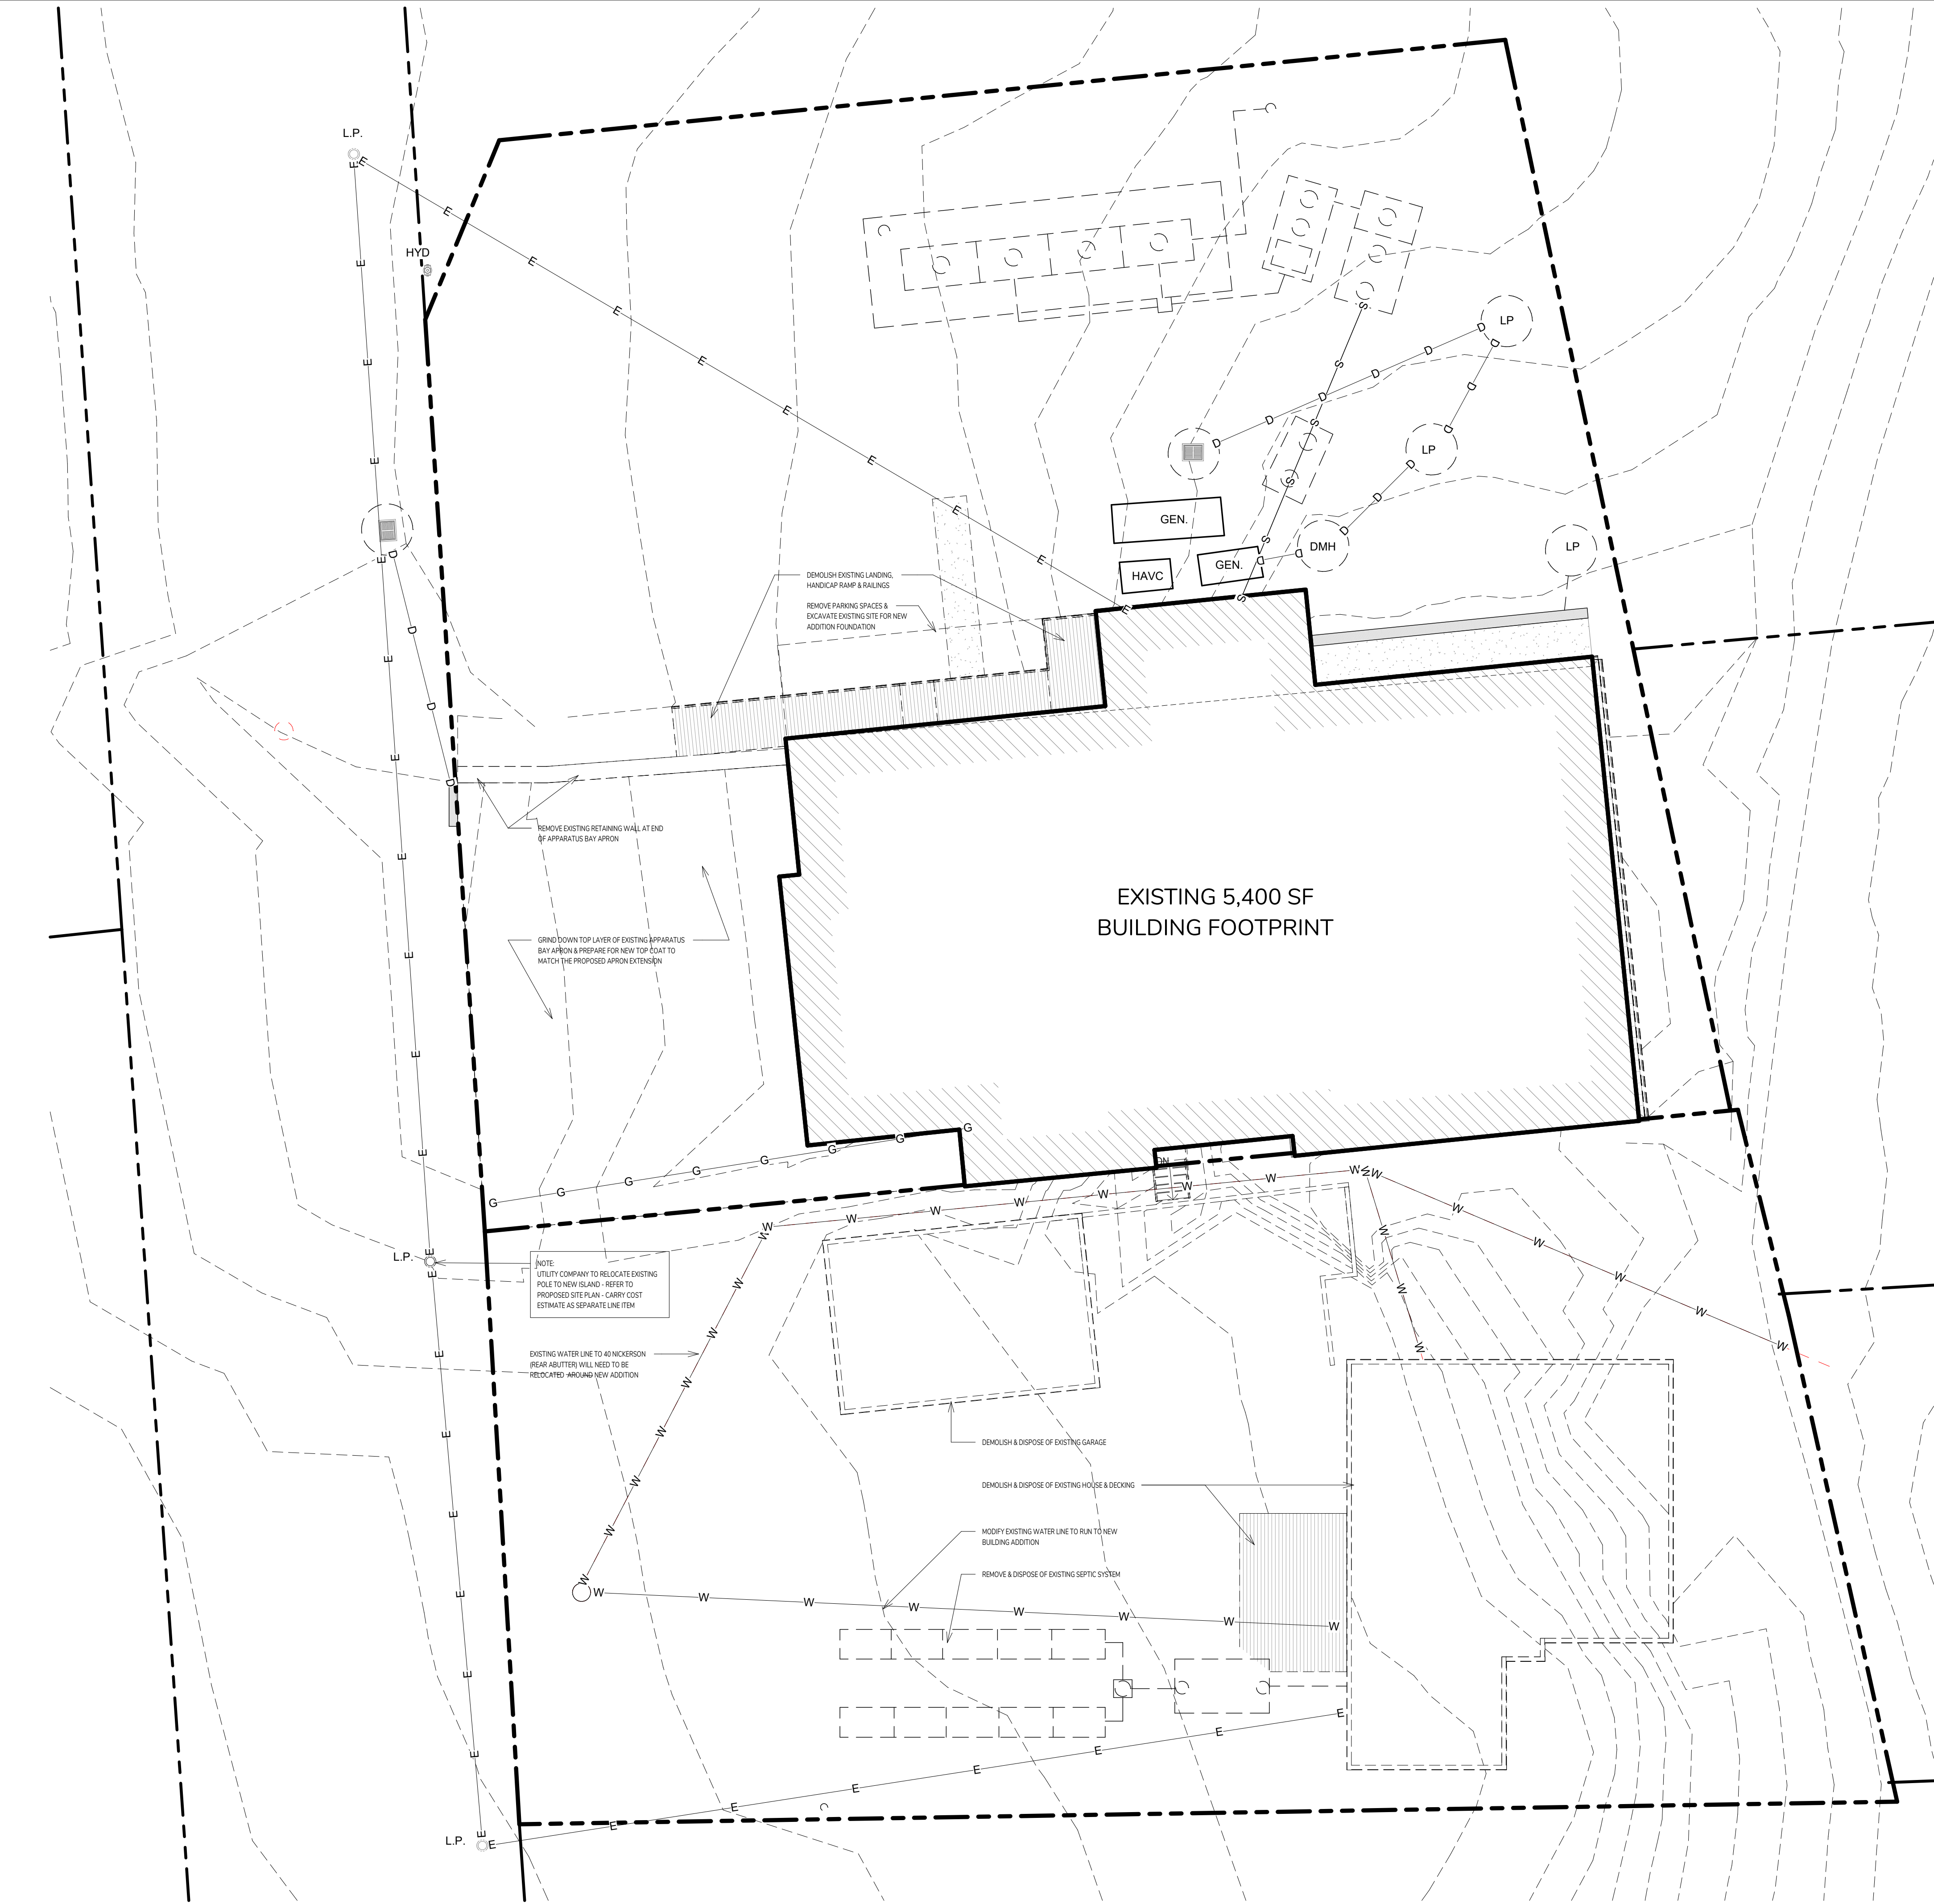 L.P.
HYD
LP
LP
GEN.
DMH
LP
GEN.
HAVC
DEMOLISH EXISTING LANDING,
HANDICAP RAMP & RAILINGS
REMOVE PARKING SPACES &
EXCAVATE EXISTING SITE FOR NEW
ADDITION FOUNDATION
REMOVE EXISTING RETAINING WALL AT END
OF APPARATUS BAY APRON
EXISTING 5,400 SF
BUILDING FOOTPRINT
GRIND DOWN TOP LAYER OF EXISTING APPARATUS
BAY APRON & PREPARE FOR NEW TOP COAT TO
MATCH THE PROPOSED APRON EXTENSION
DN
L.P.
NOTE:
UTILITY COMPANY TO RELOCATE EXISTING
POLE TO NEW ISLAND - REFER TO
PROPOSED SITE PLAN - CARRY COST
ESTIMATE AS SEPARATE LINE ITEM
EXISTING WATER LINE TO 40 NICKERSON
(REAR ABUTTER) WILL NEED TO BE
RELOCATED AROUND NEW ADDITION
DEMOLISH & DISPOSE OF EXISTING GARAGE
DEMOLISH & DISPOSE OF EXISTING HOUSE & DECKING
MODIFY EXISTING WATER LINE TO RUN TO NEW
BUILDING ADDITION
REMOVE & DISPOSE OF EXISTING SEPTIC SYSTEM
L.P.